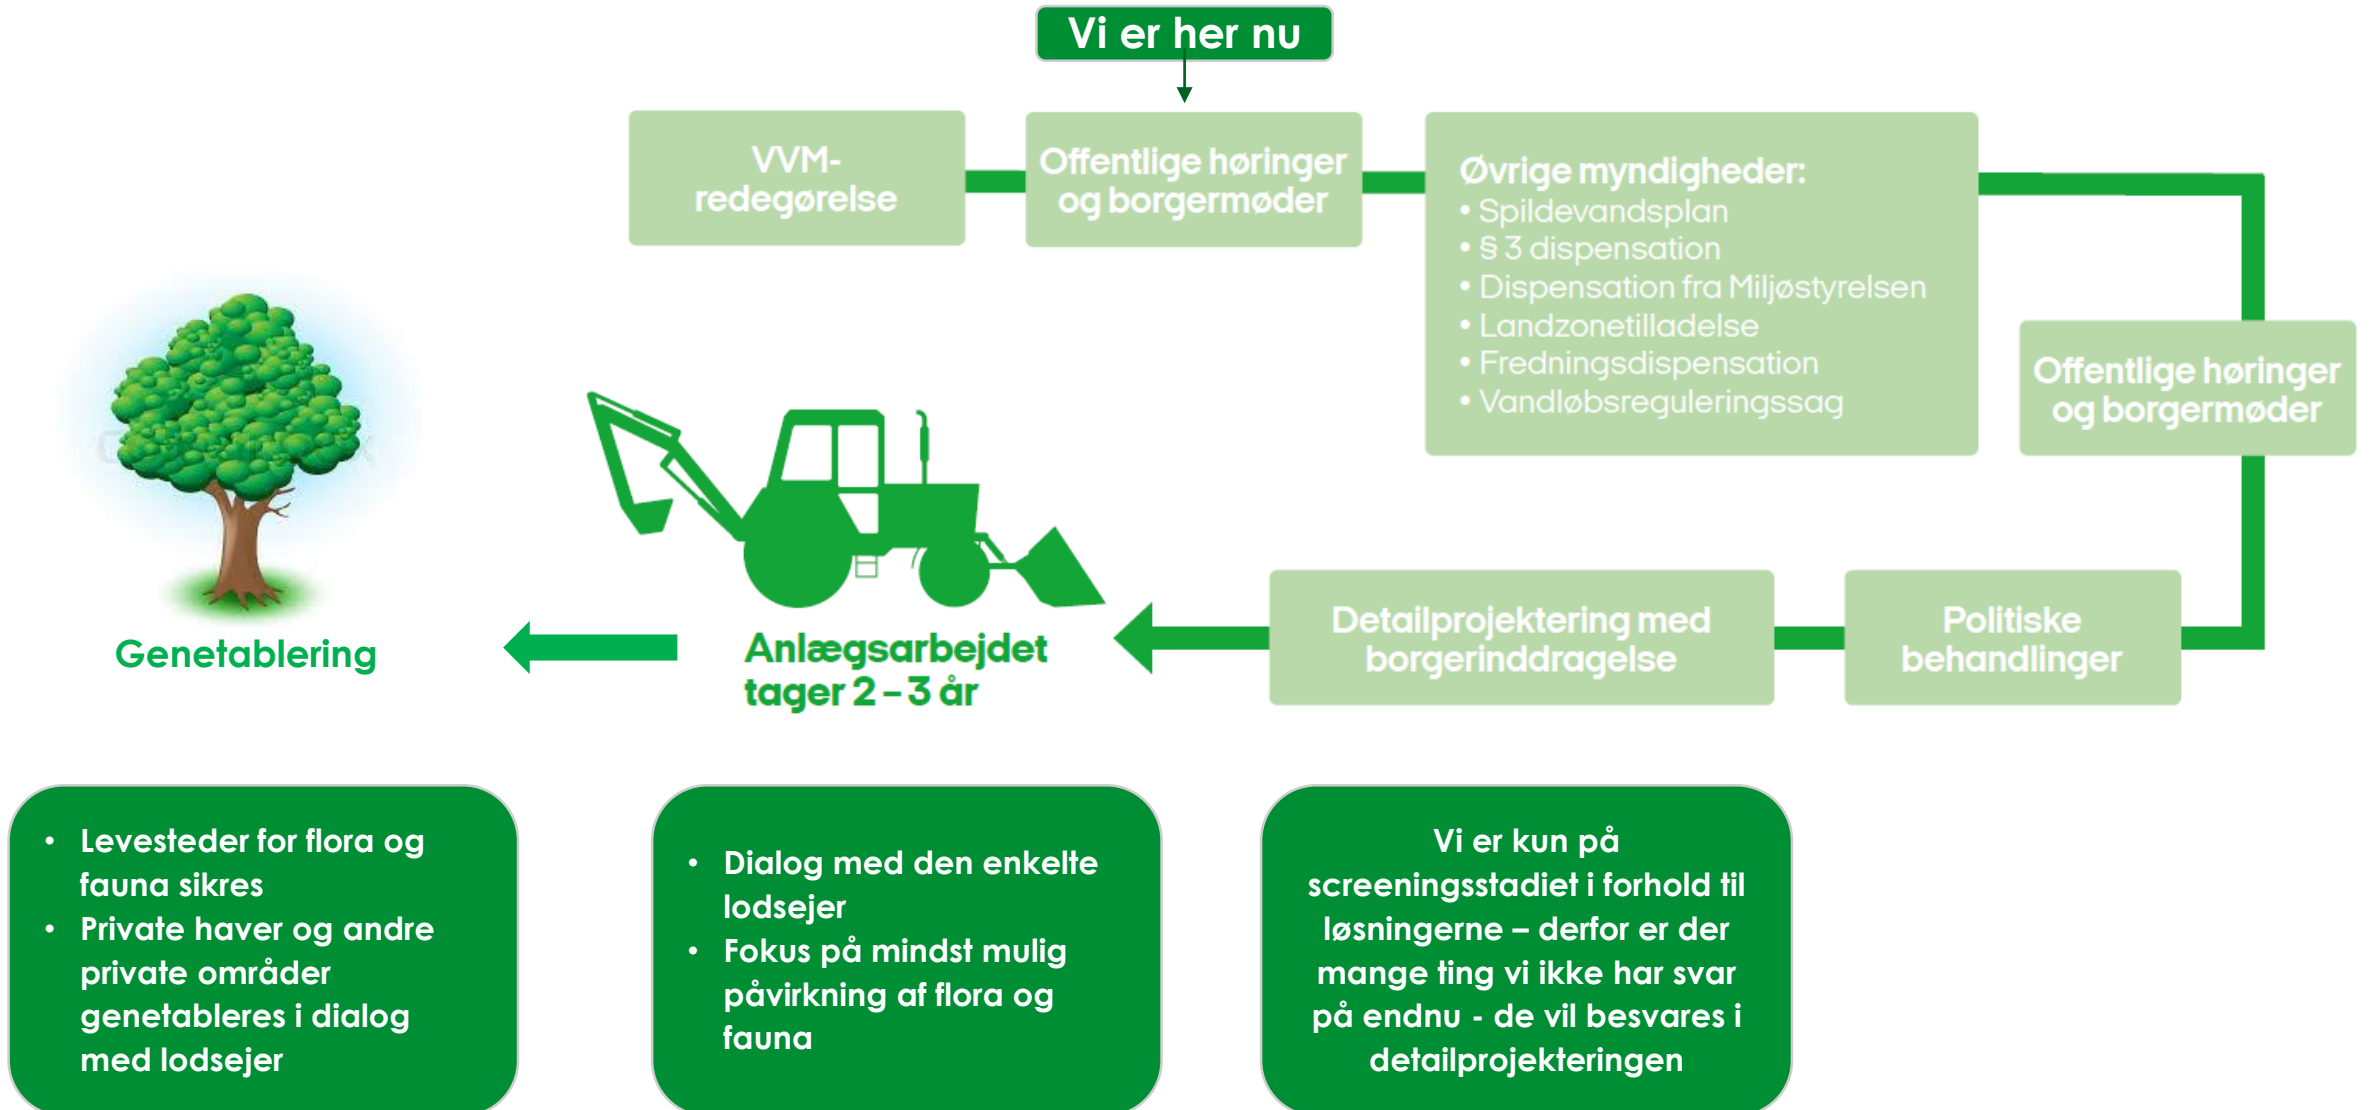 Vi er her nu
VVM-
redegørelse
Offentlige høringer
og borgermøder
Øvrige myndigheder:
• Spildevandsplan
• § 3 dispensation
• Dispensation fra Miljøstyrelsen
• Landzonetilladelse
• Fredningsdispensation
• Vandløbsreguleringssag
Offentlige høringer
og borgermøder
Politiske
behandlinger
Detailprojektering med
borgerinddragelse
Anlægsarbejdet
tager 2 – 3 år
Genetablering
• Levesteder for flora og
fauna sikres
• Private haver og andre
private områder
genetableres i dialog
med lodsejer
• Dialog med den enkelte
lodsejer
• Fokus på mindst mulig
påvirkning af flora og
fauna
Vi er kun på
screeningsstadiet i forhold til
løsningerne – derfor er der
mange ting vi ikke har svar
på endnu - de vil besvares i
detailprojekteringen